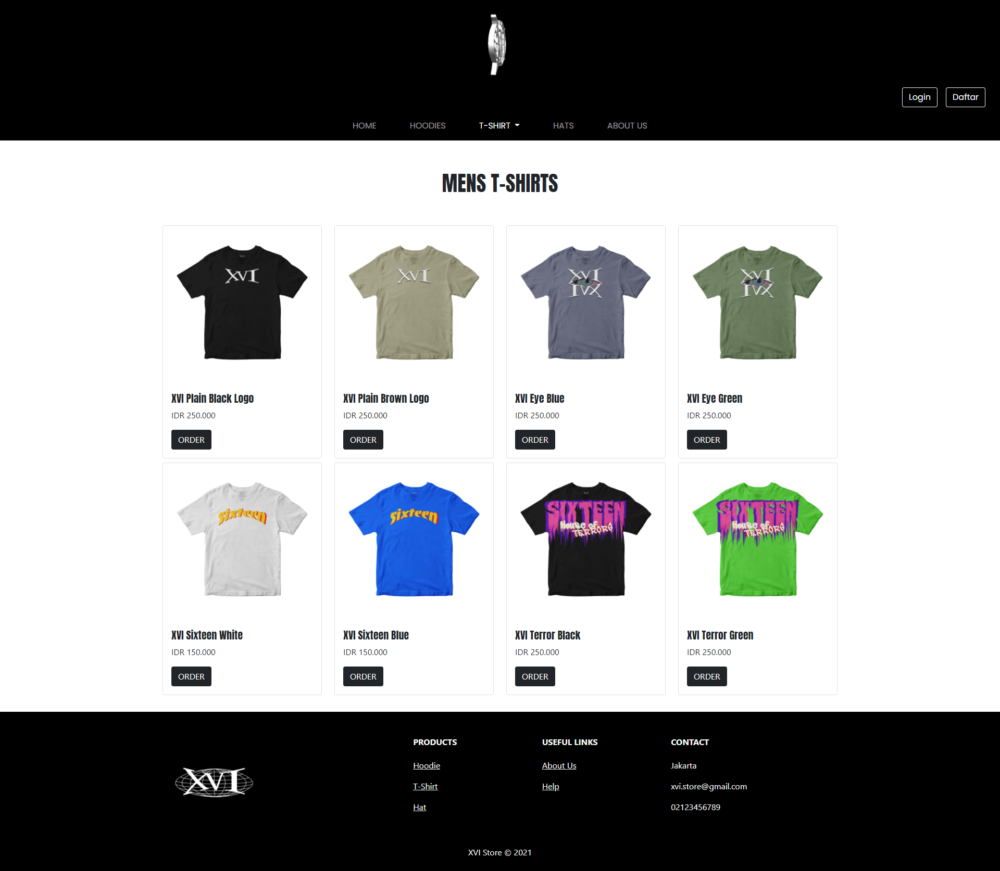 Login Daftar
HOME HOODIES T-SHIRT HATS ABOUT US
MENS T-SHIRTS
XVI
XVI
XVI
IVX
XVI
IVX
XVI Plain Black Logo
IDR 250.000
ORDER
XVI Plain Brown Logo
IDR 250.000
ORDER
XVI Eye Blue
IDR 250.000
ORDER
XVI Eye Green
IDR 250.000
ORDER
sixteen
sixteen
SIXTEEN
House of
TERRORS
SIXTEEN
House of
TERRORS
XVI Sixteen White
IDR 150.000
ORDER
XVI Sixteen Blue
IDR 150.000
ORDER
XVI Terror Black
IDR 250.000
ORDER
XVI Terror Green
IDR 250.000
ORDER
XVI
PRODUCTS
Hoodie
T-Shirt
Hat
USEFUL LINKS
About Us
Help
CONTACT
Jakarta
xvi.store@gmail.com
02123456789
XVI Store © 2021